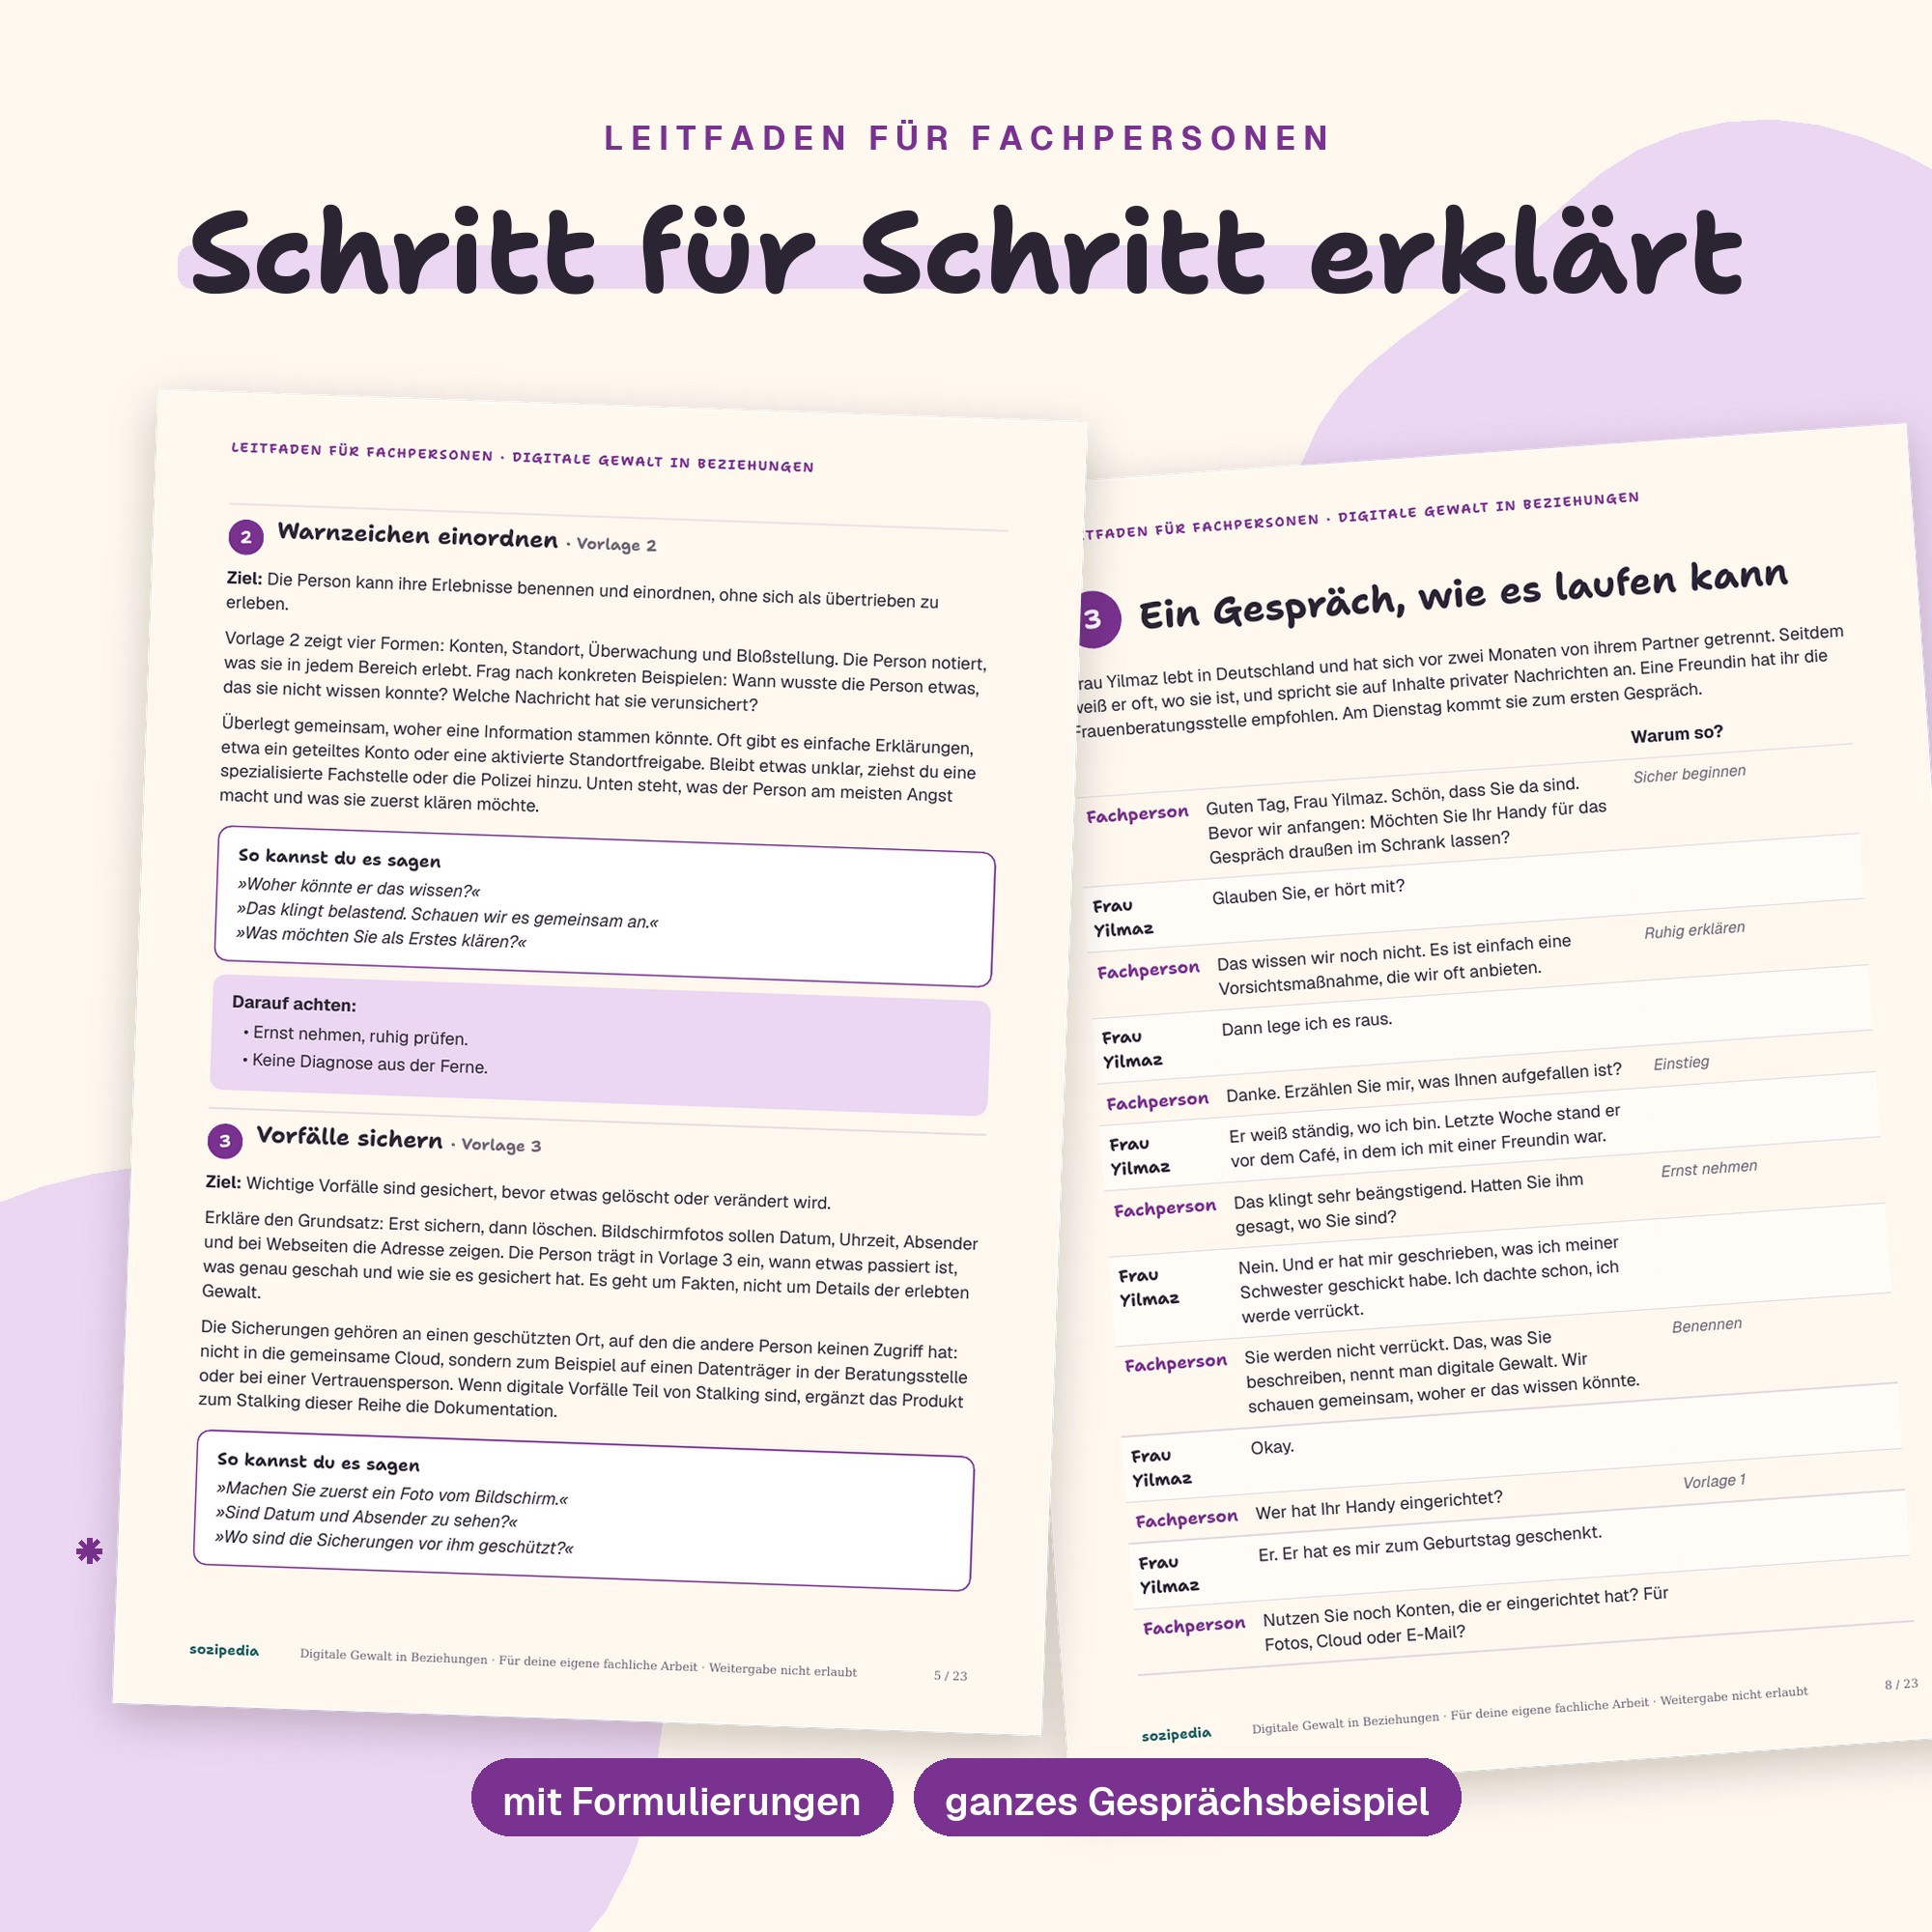 LEITFADEN FÜR FACHPERSONEN
Schritt für Schritt erklärt
LEITFADEN FÜR FACHPERSONEN · DIGITALE GEWALT IN BEZIEHUNGEN
2 Warnzeichen einordnen · Vorlage 2
Ziel: Die Person kann ihre Erlebnisse benennen und einordnen, ohne sich als übertrieben zu
erleben.
Vorlage 2 zeigt vier Formen: Konten, Standort, Überwachung und Bloßstellung. Die Person notiert,
was sie in jedem Bereich erlebt. Frag nach konkreten Beispielen: Wann wusste die Person etwas,
das sie nicht wissen konnte? Welche Nachricht hat sie verunsichert?
Überlegt gemeinsam, woher eine Information stammen könnte. Oft gibt es einfache Erklärungen,
etwa ein geteiltes Konto oder eine aktivierte Standortfreigabe. Bleibt etwas unklar, ziehst du eine
spezialisierte Fachstelle oder die Polizei hinzu. Unten steht, was der Person am meisten Angst
macht und was sie zuerst klären möchte.
So kannst du es sagen
»Woher könnte er das wissen?«
»Das klingt belastend. Schauen wir es gemeinsam an.«
»Was möchten Sie als Erstes klären?«
Darauf achten:
• Ernst nehmen, ruhig prüfen.
• Keine Diagnose aus der Ferne.
3 Vorfälle sichern · Vorlage 3
Ziel: Wichtige Vorfälle sind gesichert, bevor etwas gelöscht oder verändert wird.
Erkläre den Grundsatz: Erst sichern, dann löschen. Bildschirmfotos sollen Datum, Uhrzeit, Absender
und bei Webseiten die Adresse zeigen. Die Person trägt in Vorlage 3 ein, wann etwas passiert ist,
was genau geschah und wie sie es gesichert hat. Es geht um Fakten, nicht um Details der erlebten
Gewalt.
Die Sicherungen gehören an einen geschützten Ort, auf den die andere Person keinen Zugriff hat:
nicht in die gemeinsame Cloud, sondern zum Beispiel auf einen Datenträger in der Beratungsstelle
oder bei einer Vertrauensperson. Wenn digitale Vorfälle Teil von Stalking sind, ergänzt das Produkt
zum Stalking dieser Reihe die Dokumentation.
So kannst du es sagen
»Machen Sie zuerst ein Foto vom Bildschirm.«
»Sind Datum und Absender zu sehen?«
»Wo sind die Sicherungen vor ihm geschützt?«
sozipedia Digitale Gewalt in Beziehungen · Für deine eigene fachliche Arbeit · Weitergabe nicht erlaubt 5 / 23
TFADEN FÜR FACHPERSONEN · DIGITALE GEWALT IN BEZIEHUNGEN
3 Ein Gespräch, wie es laufen kann
rau Yilmaz lebt in Deutschland und hat sich vor zwei Monaten von ihrem Partner getrennt. Seitdem
weiß er oft, wo sie ist, und spricht sie auf Inhalte privater Nachrichten an. Eine Freundin hat ihr die
Frauenberatungsstelle empfohlen. Am Dienstag kommt sie zum ersten Gespräch.
Warum so?
Fachperson Guten Tag, Frau Yilmaz. Schön, dass Sie da sind. Sicher beginnen
Bevor wir anfangen: Möchten Sie Ihr Handy für das
Gespräch draußen im Schrank lassen?
Frau Glauben Sie, er hört mit?
Yilmaz
Fachperson Das wissen wir noch nicht. Es ist einfach eine Ruhig erklären
Vorsichtsmaßnahme, die wir oft anbieten.
Frau Dann lege ich es raus.
Yilmaz
Fachperson Danke. Erzählen Sie mir, was Ihnen aufgefallen ist? Einstieg
Frau Er weiß ständig, wo ich bin. Letzte Woche stand er
Yilmaz vor dem Café, in dem ich mit einer Freundin war.
Fachperson Das klingt sehr beängstigend. Hatten Sie ihm Ernst nehmen
gesagt, wo Sie sind?
Frau Nein. Und er hat mir geschrieben, was ich meiner
Yilmaz Schwester geschickt habe. Ich dachte schon, ich
werde verrückt.
Fachperson Sie werden nicht verrückt. Das, was Sie Benennen
beschreiben, nennt man digitale Gewalt. Wir
schauen gemeinsam, woher er das wissen könnte.
Frau Okay.
Yilmaz
Fachperson Wer hat Ihr Handy eingerichtet? Vorlage 1
Frau Er. Er hat es mir zum Geburtstag geschenkt.
Yilmaz
Fachperson Nutzen Sie noch Konten, die er eingerichtet hat? Für
Fotos, Cloud oder E-Mail?
sozipedia Digitale Gewalt in Beziehungen · Für deine eigene fachliche Arbeit · Weitergabe nicht erlaubt 8 / 23
mit Formulierungen
ganzes Gesprächsbeispiel